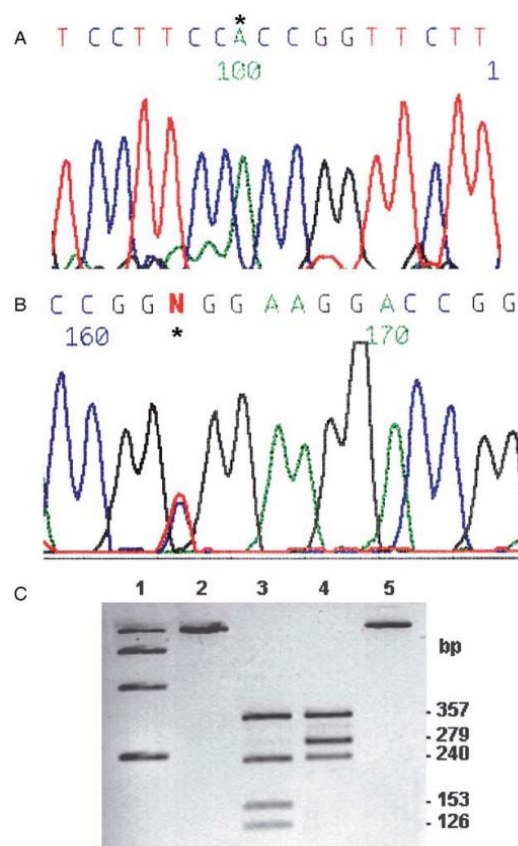 A
*
T C C T T C C A C C G G T T C T T
100 1
B
C C G G N G G A A G G A C C G G
160 * 170
C
1 2 3 4 5
bp
- 357
- 279
- 240
- 153
- 126